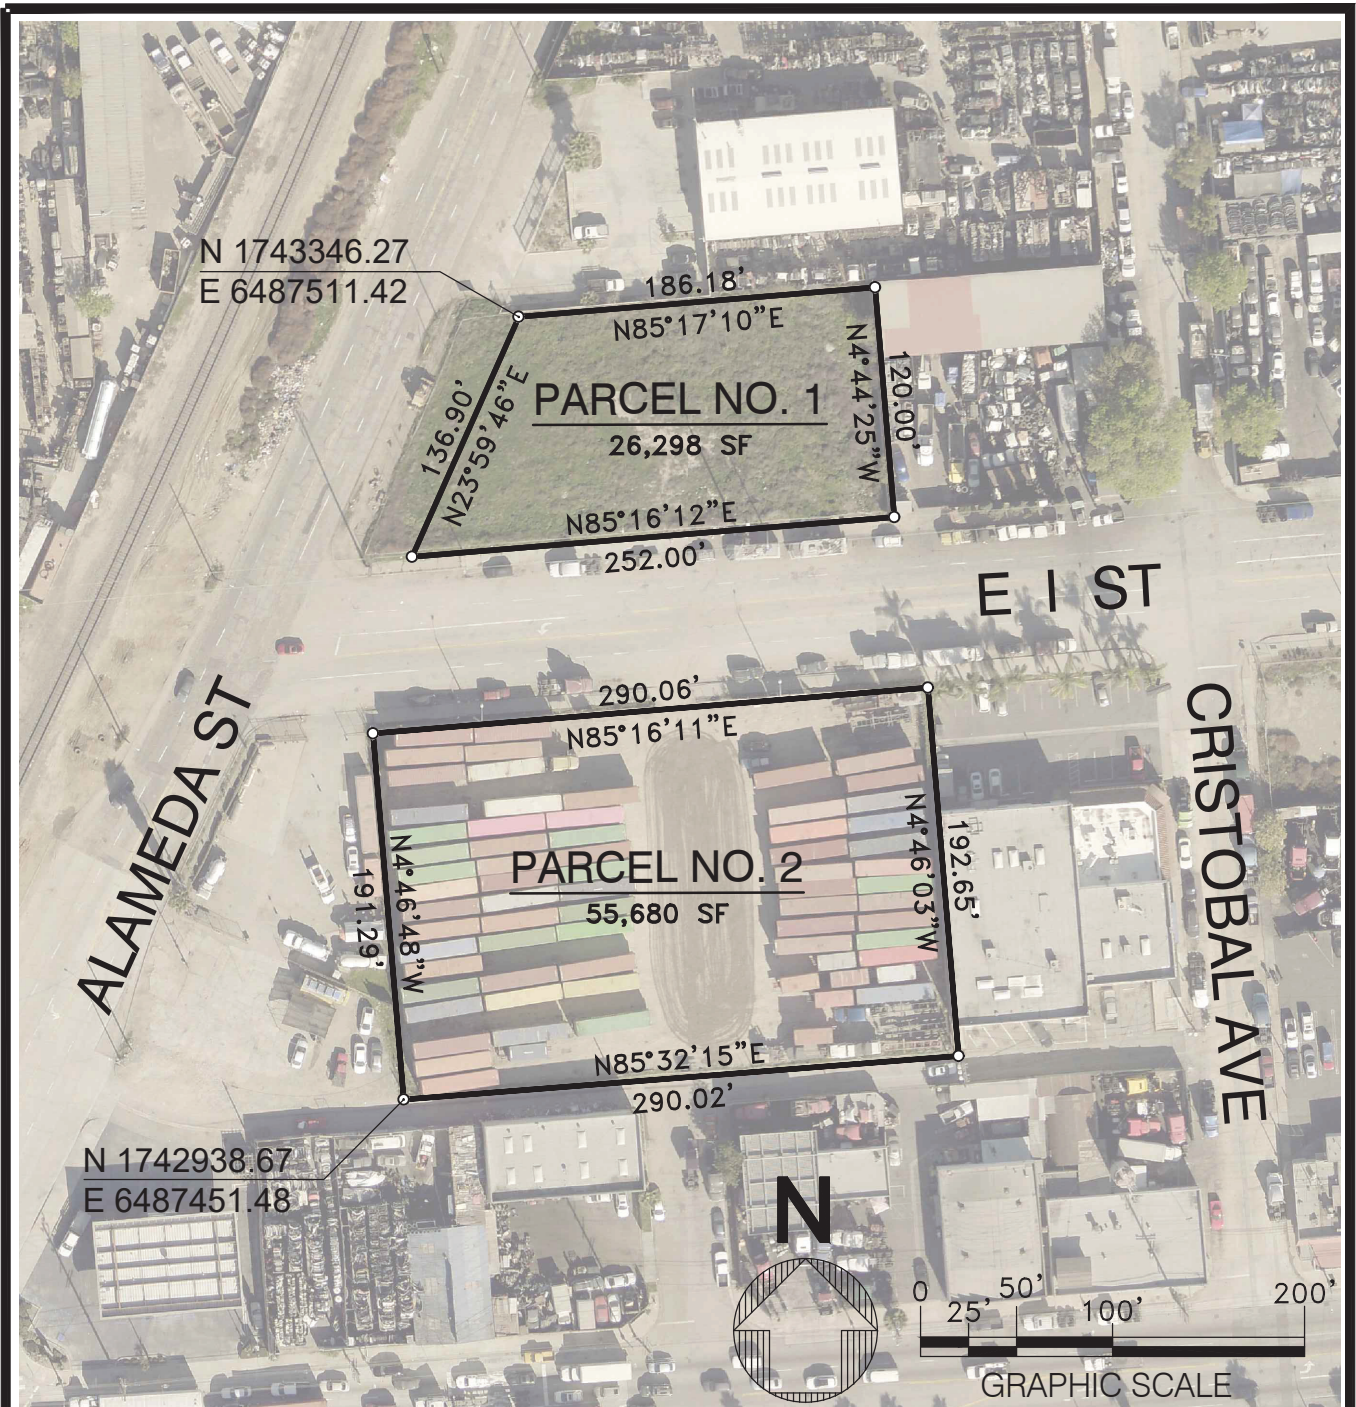 N 1743346.27
E 6487511.42
186.18'
N85°17'10"E
N4°44'25"W
120.00'
136.90'
N23°59'46"E
PARCEL NO. 1
26,298 SF
N85°16'12"E
252.00'
E I ST
ALAMEDA ST
CRISTOBAL AVE
290.06'
N85°16'11"E
N4°46'48"W
191.29'
PARCEL NO. 2
55,680 SF
N4°46'03"W
192.65'
N85°32'15"E
290.02'
N 1742938.67
E 6487451.48
N
0 25' 50' 100' 200'
GRAPHIC SCALE